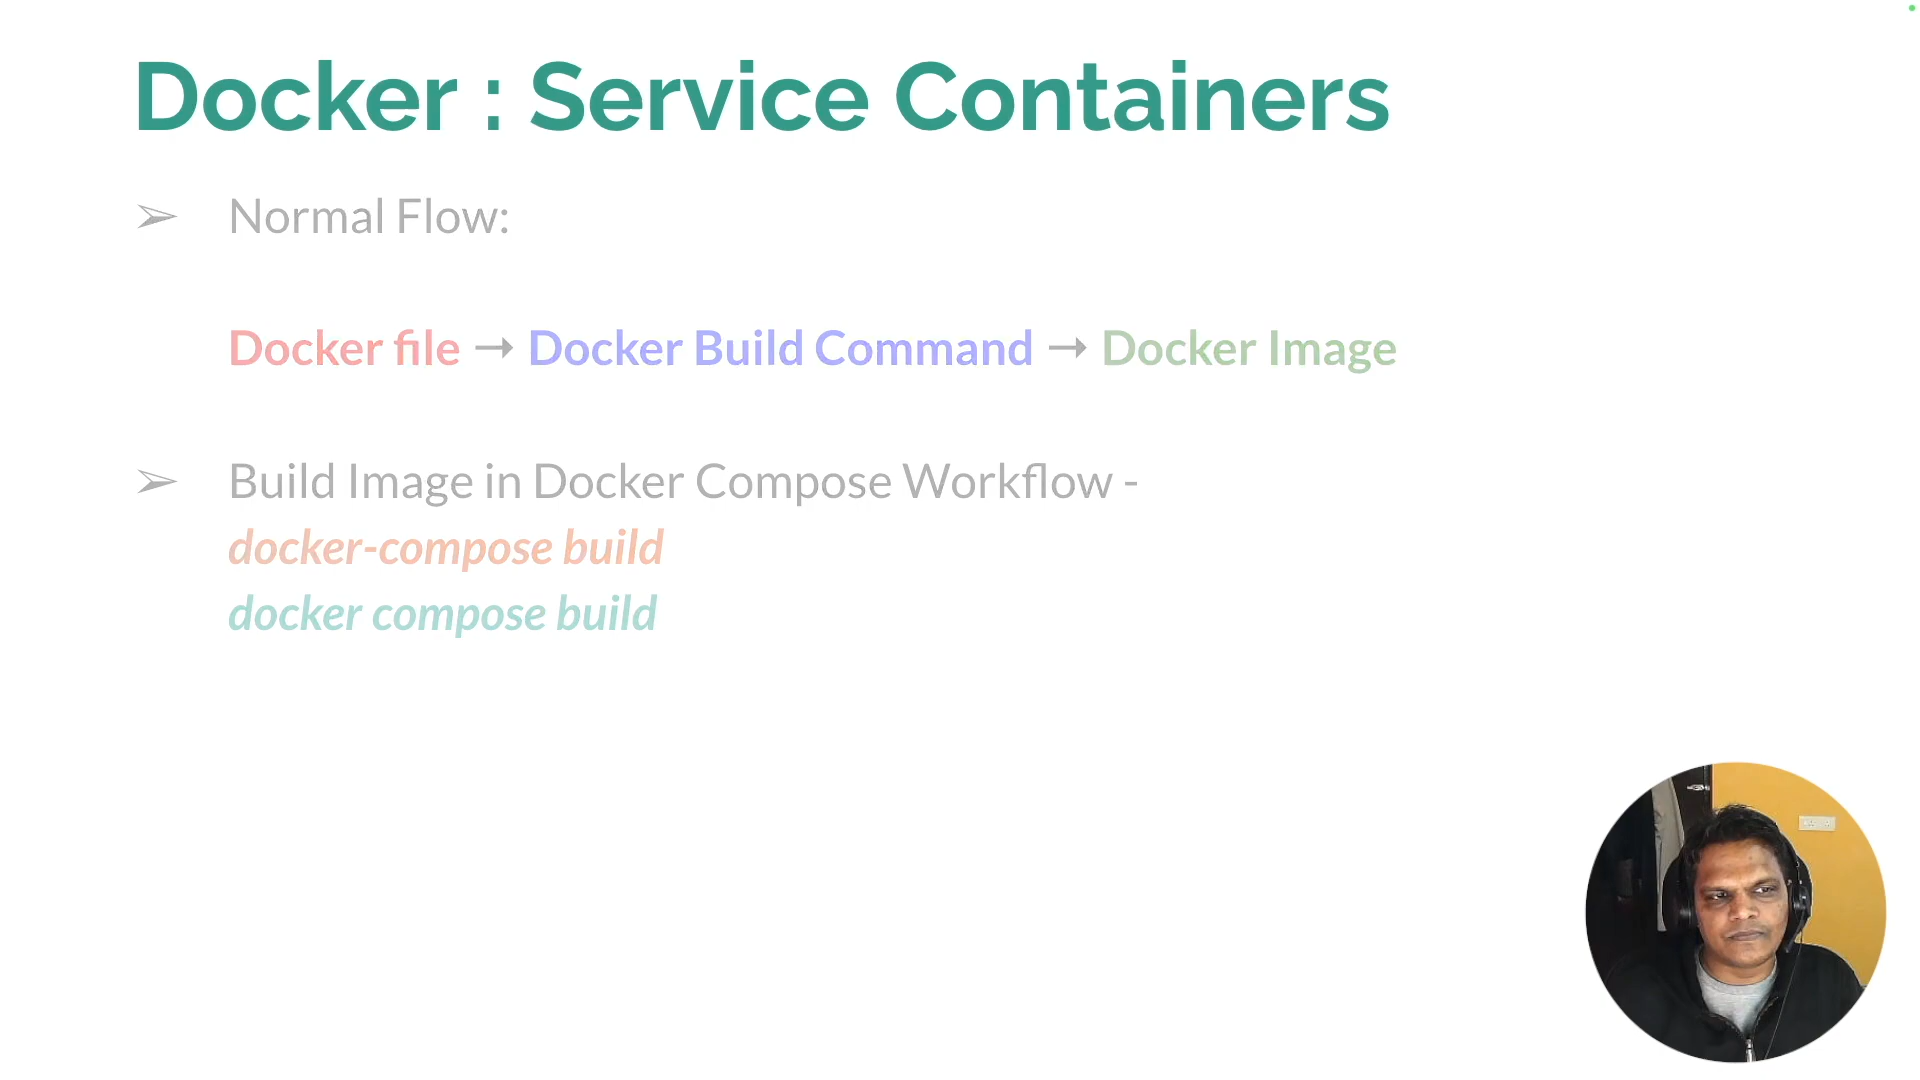 Docker : Service Containers
➢ Normal Flow:
Docker file → Docker Build Command → Docker Image
➢ Build Image in Docker Compose Workflow -
docker-compose build
docker compose build